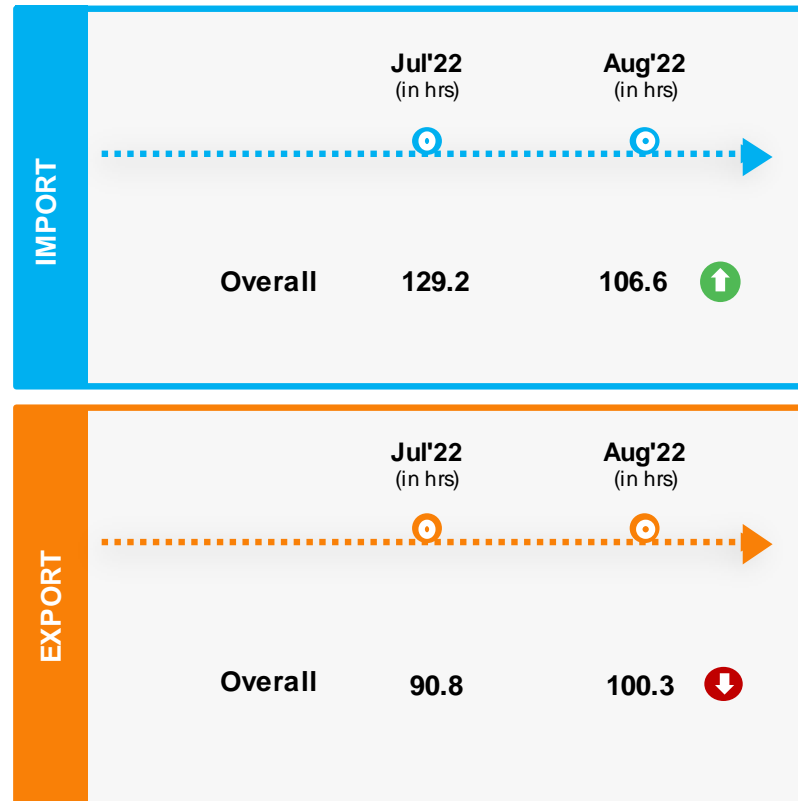 IMPORT
Jul'22 Aug'22
(in hrs) (in hrs)
Overall 129.2 106.6
EXPORT
Jul'22 Aug'22
(in hrs) (in hrs)
Overall 90.8 100.3